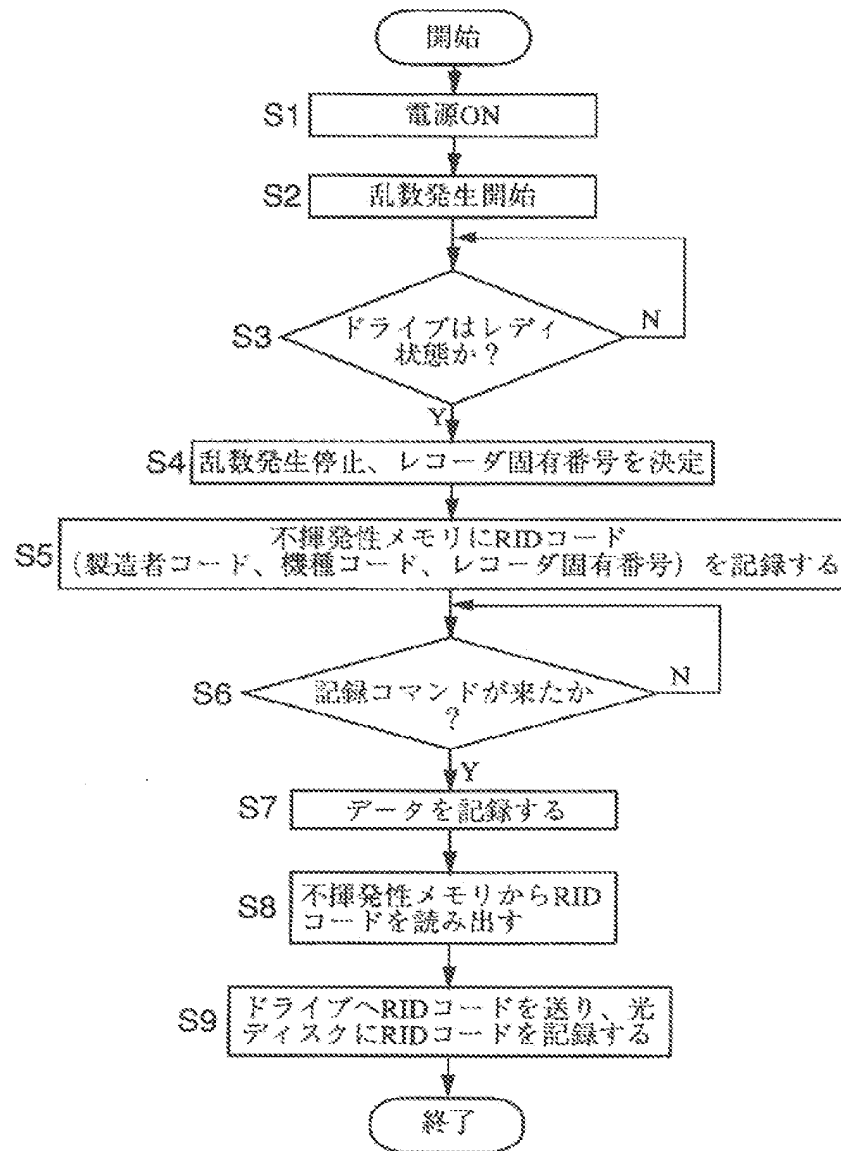 開始
S1 電源ON
S2 乱数発生開始
S3 ドライブはレディ
状態か?
N
Y
S4 乱数発生停止、レコーダ固有番号を決定
S5 不揮発性メモリにRIDコード
(製造者コード、機種コード、レコーダ固有番号)を記録する
S6 記録コマンドが来たか
?
N
Y
S7 データを記録する
S8 不揮発性メモリからRID
コードを読み出す
S9 ドライブへRIDコードを送り、光
ディスクにRIDコードを記録する
終了